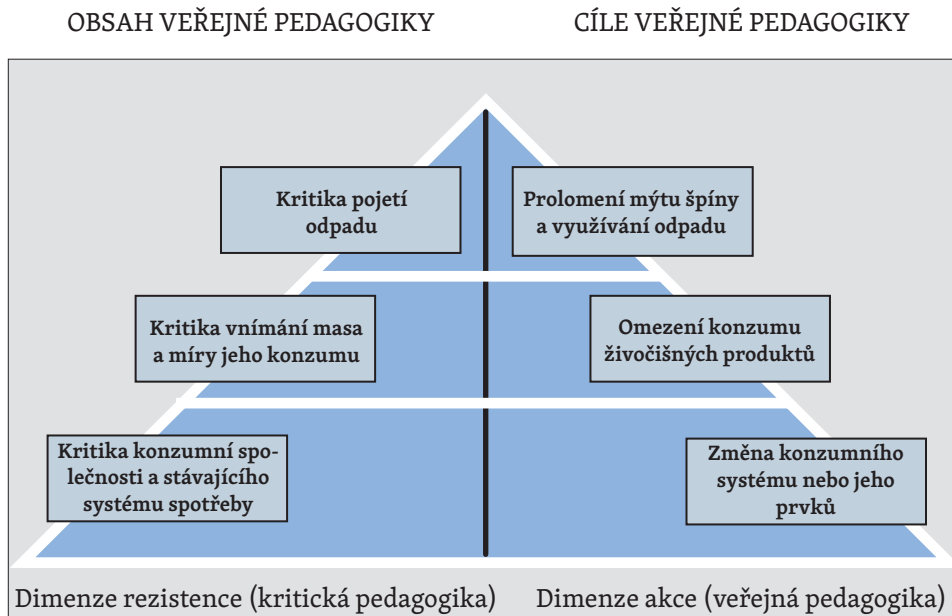 OBSAH VEŘEJNÉ PEDAGOGIKY
CÍLE VEŘEJNÉ PEDAGOGIKY
Kritika pojetí
odpadu
Prolomení mýtu špíny
a využívání odpadu
Kritika vnímání masa
a míry jeho konzumu
Omezení konzumu
živočišných produktů
Kritika konzumní spo-
lečnosti a stávajícího
systému spotřeby
Změna konzumního
systému nebo jeho
prvků
Dimenze rezistence (kritická pedagogika)
Dimenze akce (veřejná pedagogika)